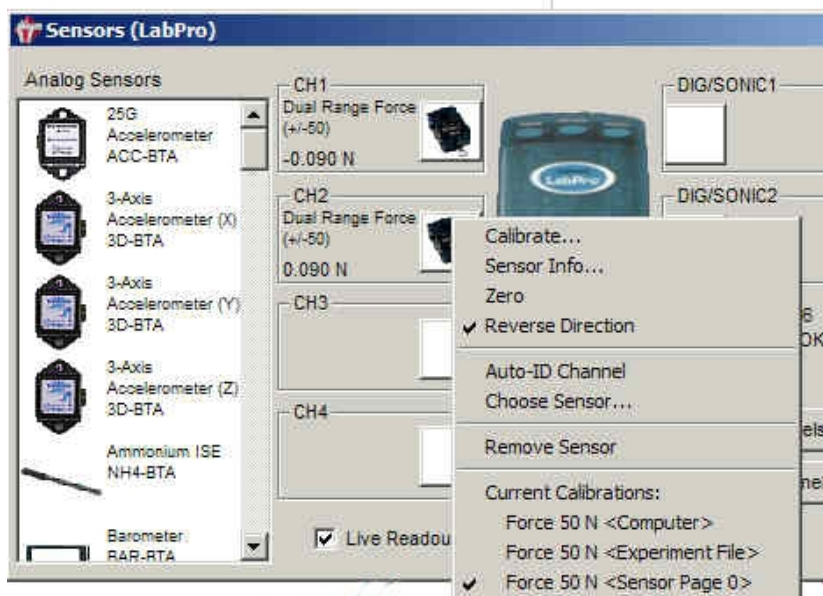 Sensors (LabPro)
Analog Sensors
25G
Accelerometer
ACC-BTA
3-Axis
Accelerometer (X)
3D-BTA
3-Axis
Accelerometer (Y)
3D-BTA
3-Axis
Accelerometer (Z)
3D-BTA
Ammonium ISE
NH4-BTA
Barometer
BAR-BTA
CH1
Dual Range Force
(+/-50)
-0.090 N
CH2
Dual Range Force
(+/-50)
0.090 N
CH3
CH4
Live Readou
LabPro
DIG/SONIC1
DIG/SONIC2
Calibrate...
Sensor Info...
Zero
Reverse Direction
Auto-ID Channel
Choose Sensor...
Remove Sensor
Current Calibrations:
Force 50 N <Computer>
Force 50 N <Experiment File>
Force 50 N <Sensor Page 0>
6
OK
els